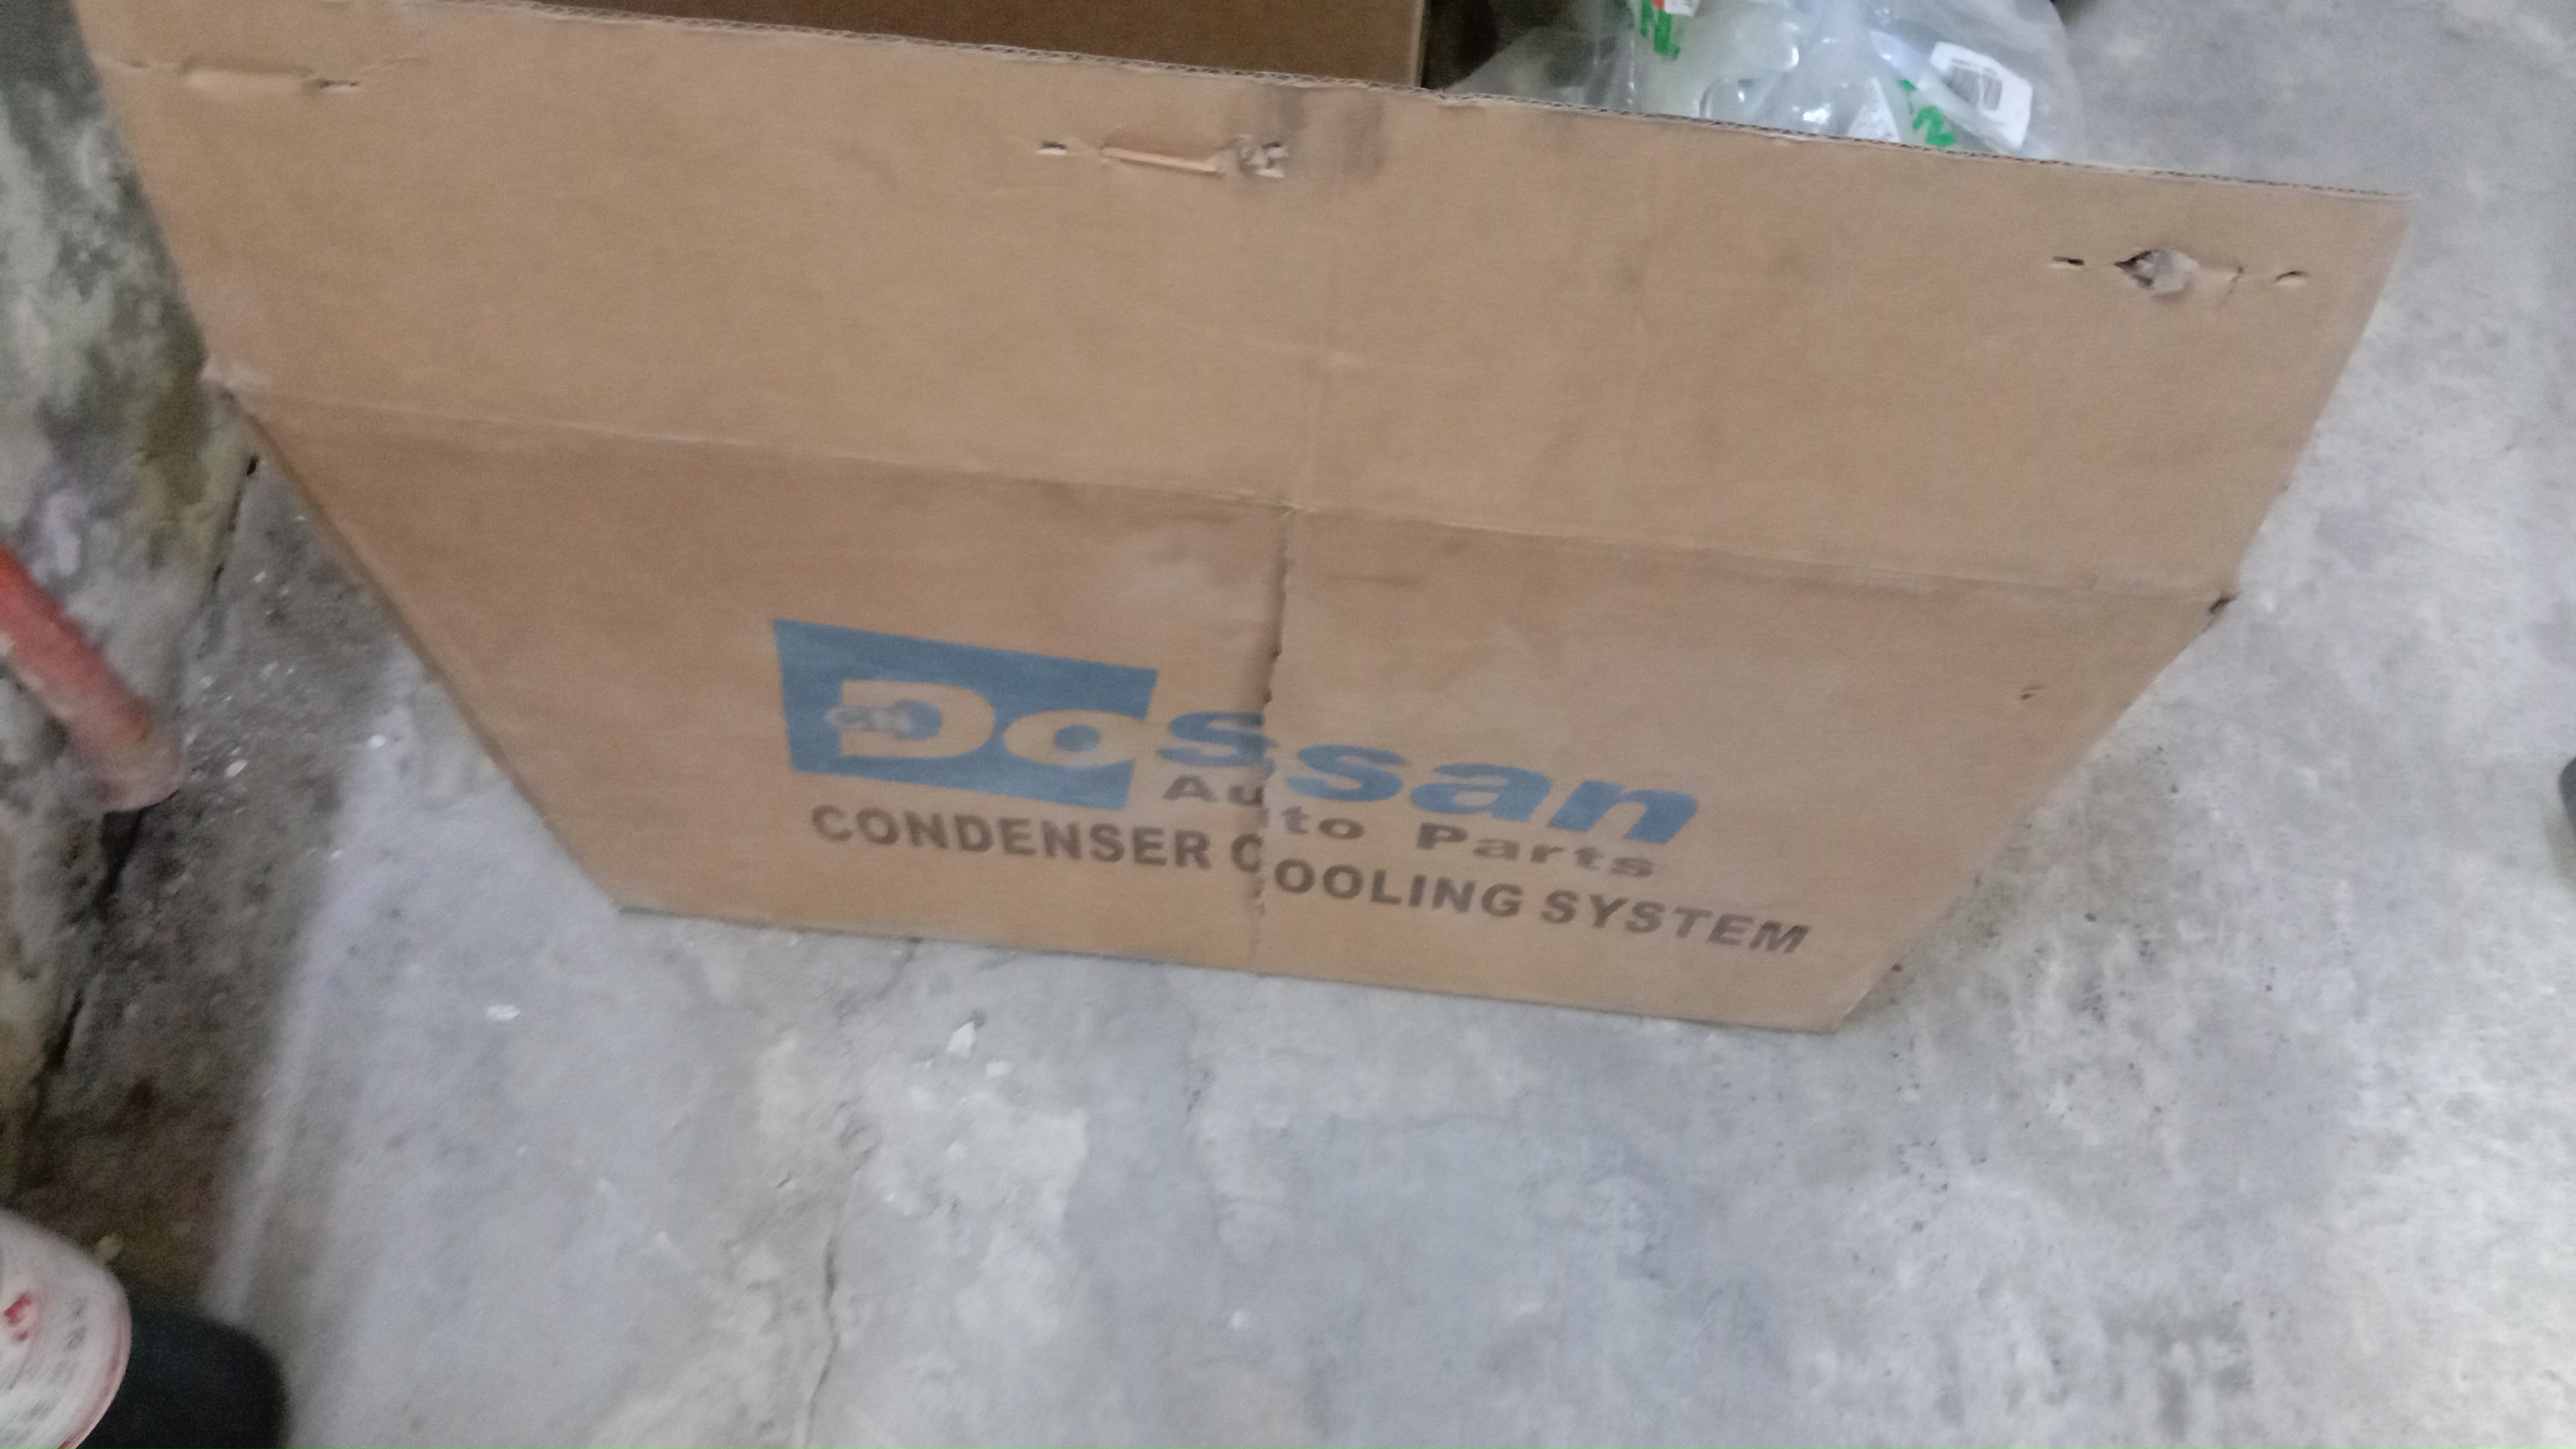 Dossan
Auto Parts
CONDENSER COOLING SYSTEM